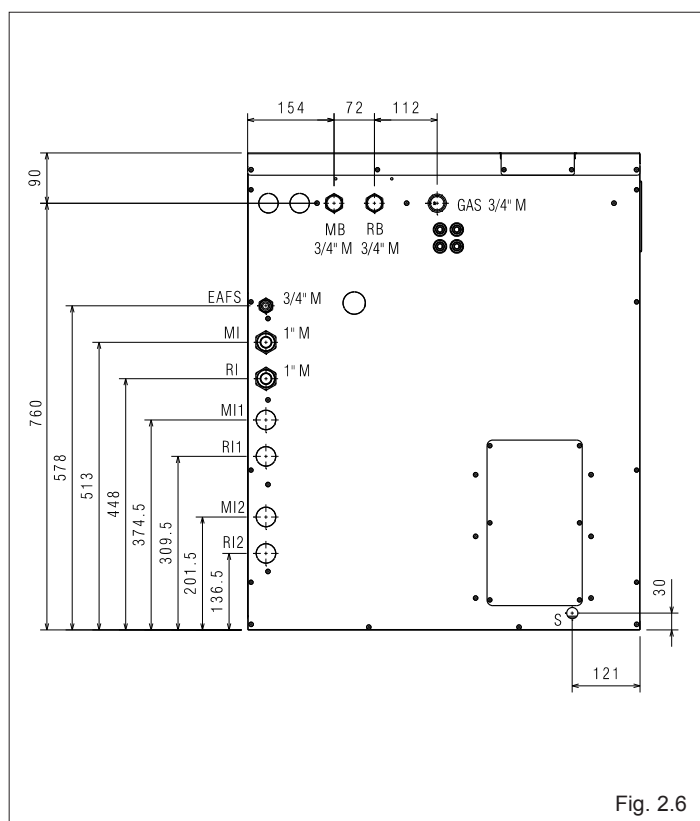 154 72 112
90
GAS 3/4" M
MB RB
3/4" M 3/4" M
EAFS 3/4" M
MI 1" M
RI 1" M
MI1
RI1
MI2
RI2
760
578
513
448
374.5
309.5
201.5
136.5
30
S
121
Fig. 2.6